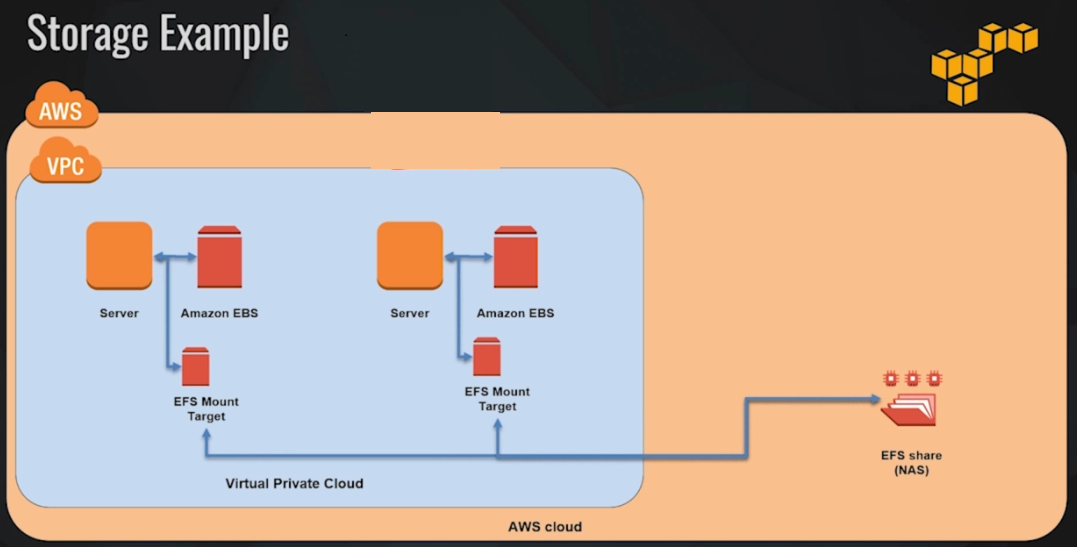 Storage Example
AWS
VPC
Server
Amazon EBS
Server
Amazon EBS
EFS Mount
Target
EFS Mount
Target
EFS share
(NAS)
Virtual Private Cloud
AWS cloud